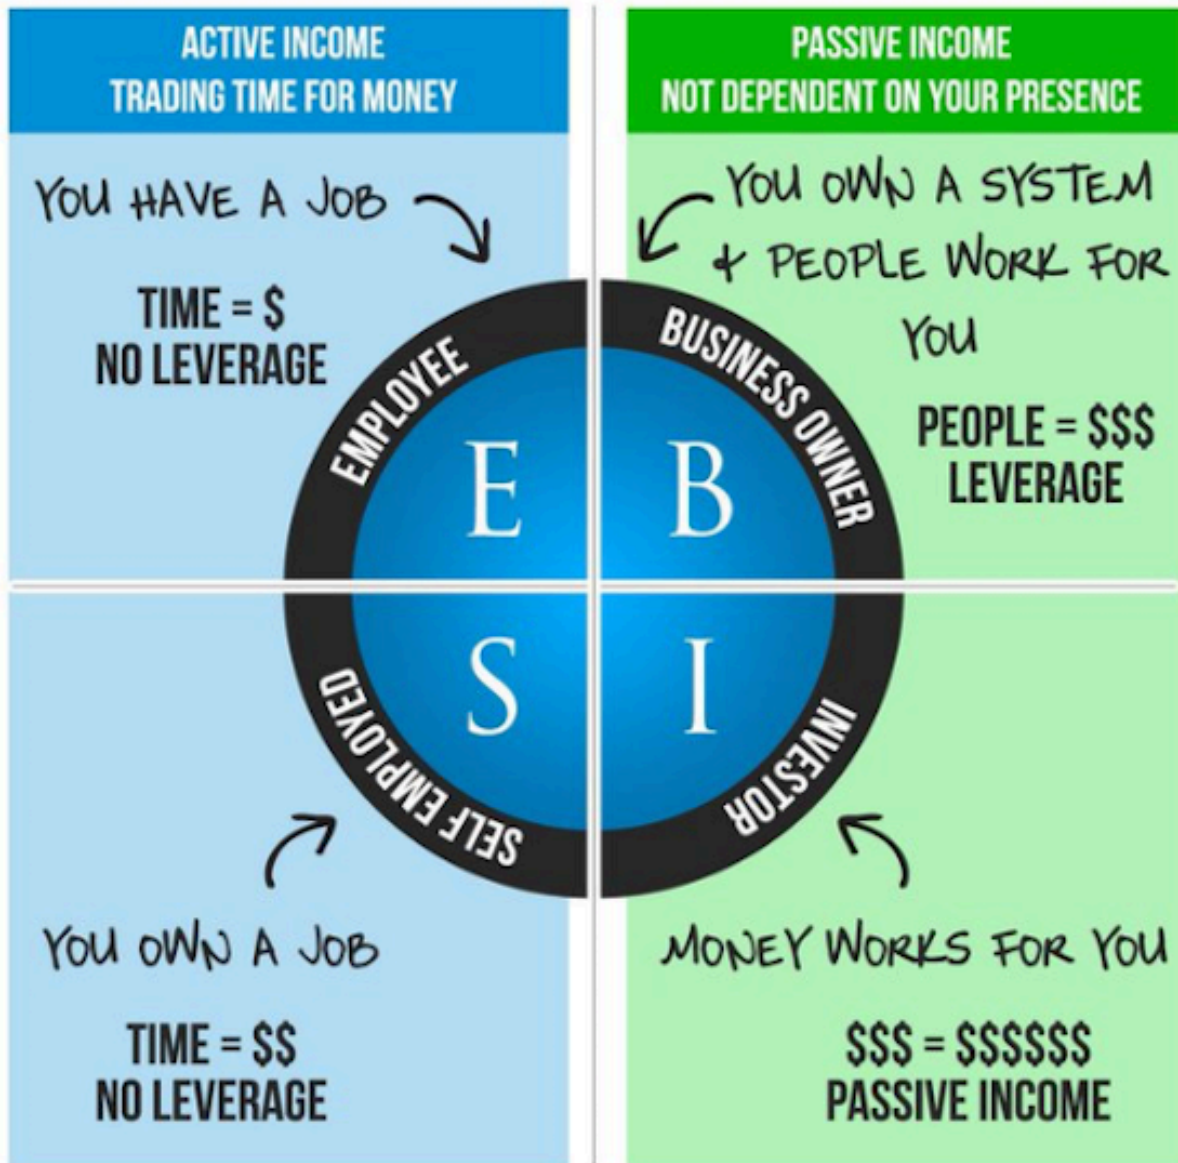 ACTIVE INCOME
TRADING TIME FOR MONEY
YOU HAVE A JOB
TIME = $
NO LEVERAGE
EMPLOYEE
E
PASSIVE INCOME
NOT DEPENDENT ON YOUR PRESENCE
YOU OWN A SYSTEM
& PEOPLE WORK FOR
YOU
PEOPLE = $$$
LEVERAGE
BUSINESS OWNER
B
S
SELF EMPLOYED
YOU OWN A JOB
TIME = $$
NO LEVERAGE
I
INVESTOR
MONEY WORKS FOR YOU
$$$ = $$$$$$
PASSIVE INCOME